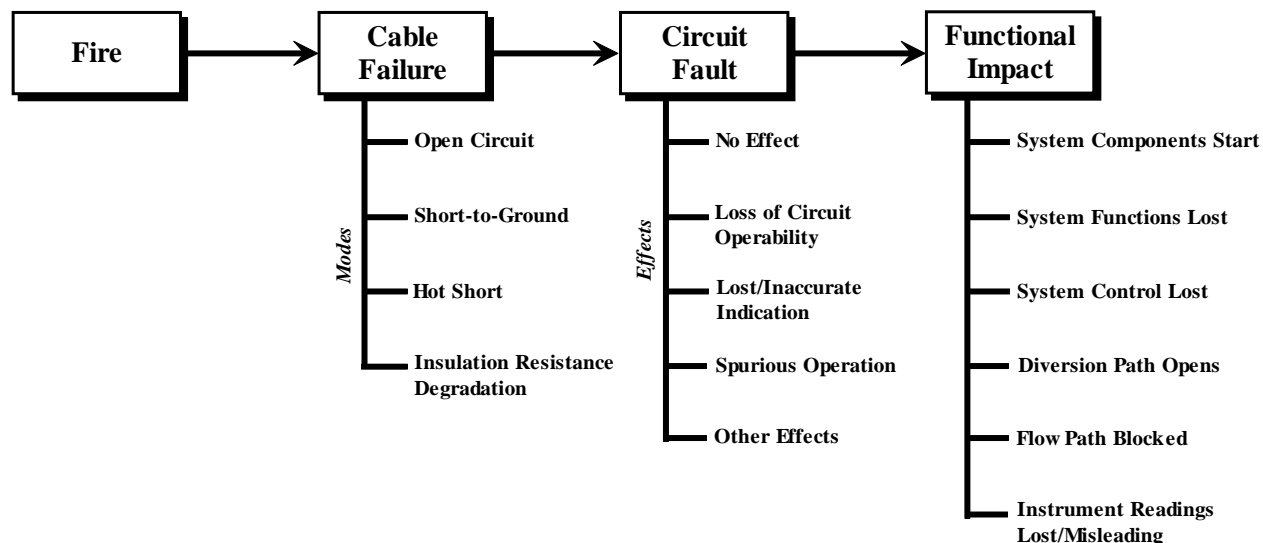 Fire
Cable
Failure
Circuit
Fault
Functional
Impact
Modes
Open Circuit
Short-to-Ground
Hot Short
Insulation Resistance
Degradation
Effects
No Effect
Loss of Circuit
Operability
Lost/Inaccurate
Indication
Spurious Operation
Other Effects
System Components Start
System Functions Lost
System Control Lost
Diversion Path Opens
Flow Path Blocked
Instrument Readings
Lost/Misleading